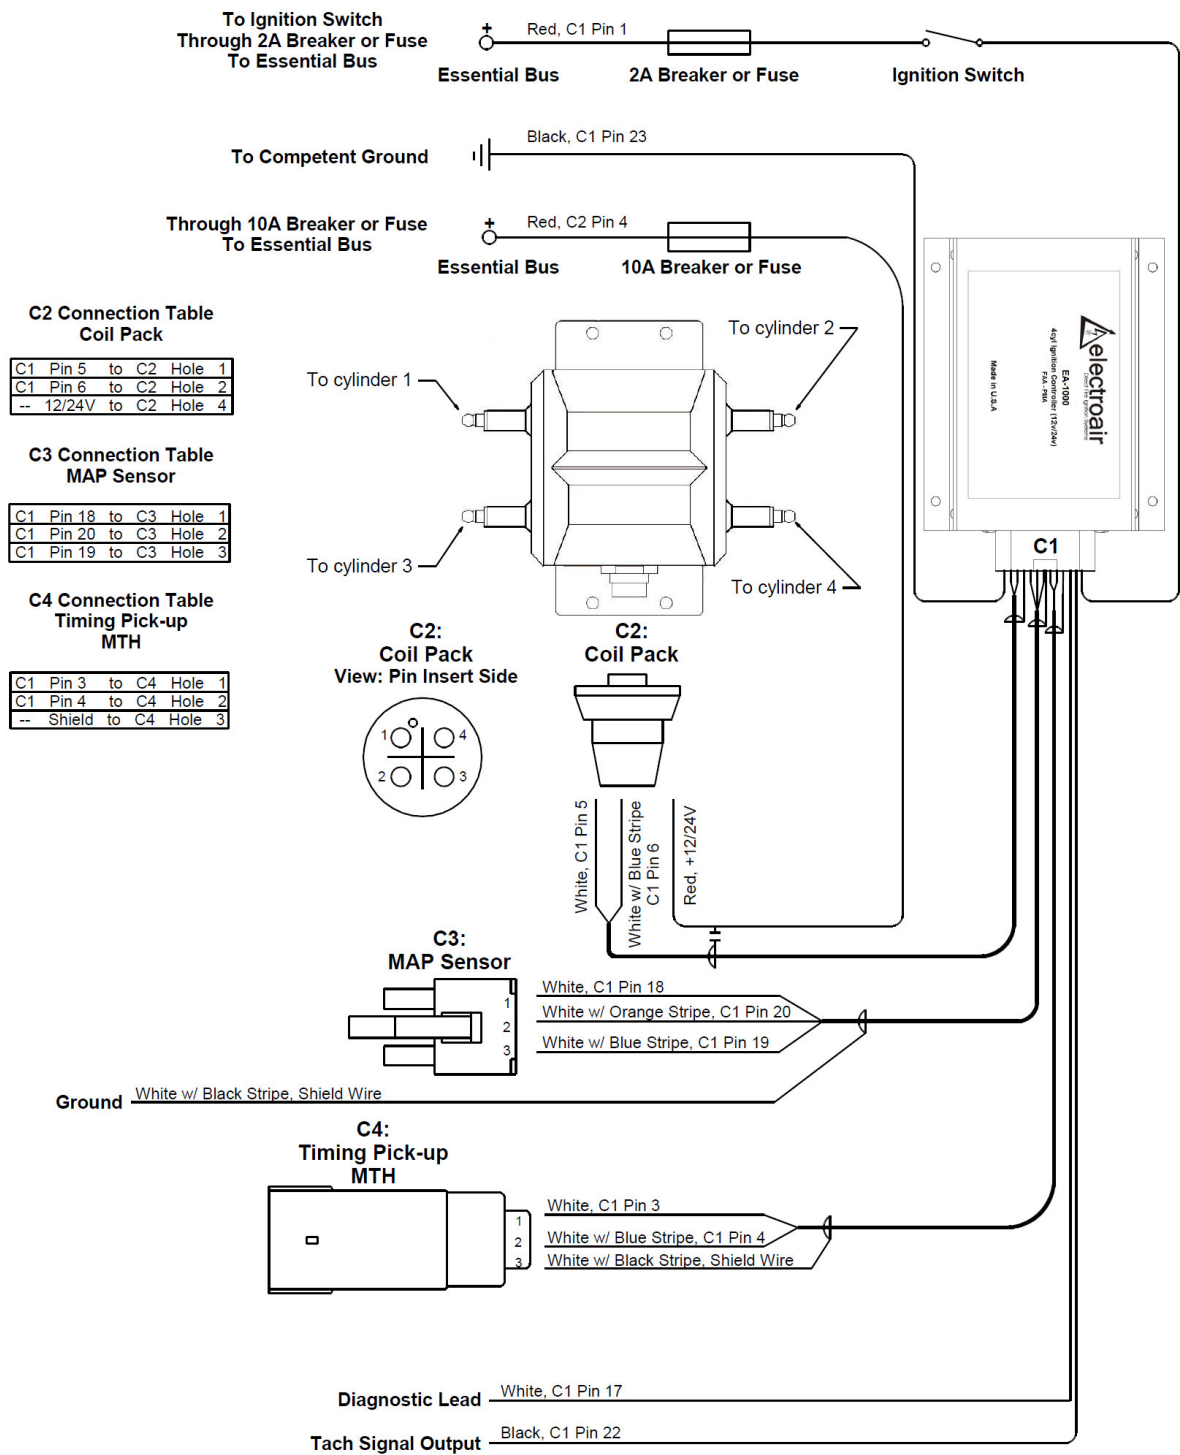 To Ignition Switch
Through 2A Breaker or Fuse
To Essential Bus
+
Red, C1 Pin 1
Essential Bus
2A Breaker or Fuse
Ignition Switch
To Competent Ground
Black, C1 Pin 23
Through 10A Breaker or Fuse
To Essential Bus
+
Red, C2 Pin 4
Essential Bus
10A Breaker or Fuse
C2 Connection Table
Coil Pack
C1 Pin 5 to C2 Hole 1
C1 Pin 6 to C2 Hole 2
-- 12/24V to C2 Hole 4
C3 Connection Table
MAP Sensor
C1 Pin 18 to C3 Hole 1
C1 Pin 20 to C3 Hole 2
C1 Pin 19 to C3 Hole 3
C4 Connection Table
Timing Pick-up
MTH
C1 Pin 3 to C4 Hole 1
C1 Pin 4 to C4 Hole 2
-- Shield to C4 Hole 3
To cylinder 1
To cylinder 2
To cylinder 3
To cylinder 4
electroair
Direct Fire Ignition Systems
EA-1000
4cyl Ignition Controller (12v/24v)
FAA - PMA
Made in U.S.A
C1
C2:
Coil Pack
View: Pin Insert Side
1
4
2
3
C2:
Coil Pack
White, C1 Pin 5
White w/ Blue Stripe
C1 Pin 6
Red, +12/24V
C3:
MAP Sensor
1
2
3
White, C1 Pin 18
White w/ Orange Stripe, C1 Pin 20
White w/ Blue Stripe, C1 Pin 19
Ground
White w/ Black Stripe, Shield Wire
C4:
Timing Pick-up
MTH
1
2
3
White, C1 Pin 3
White w/ Blue Stripe, C1 Pin 4
White w/ Black Stripe, Shield Wire
Diagnostic Lead
White, C1 Pin 17
Tach Signal Output
Black, C1 Pin 22